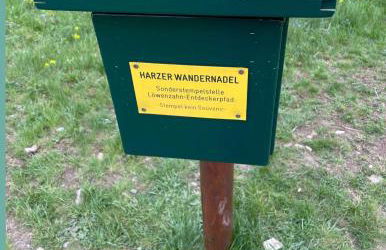 HARZER WANDERNADEL
Sonderstempelstelle
Löwenzahn-Entdeckerpfad
-Stempel kein Souvenir-